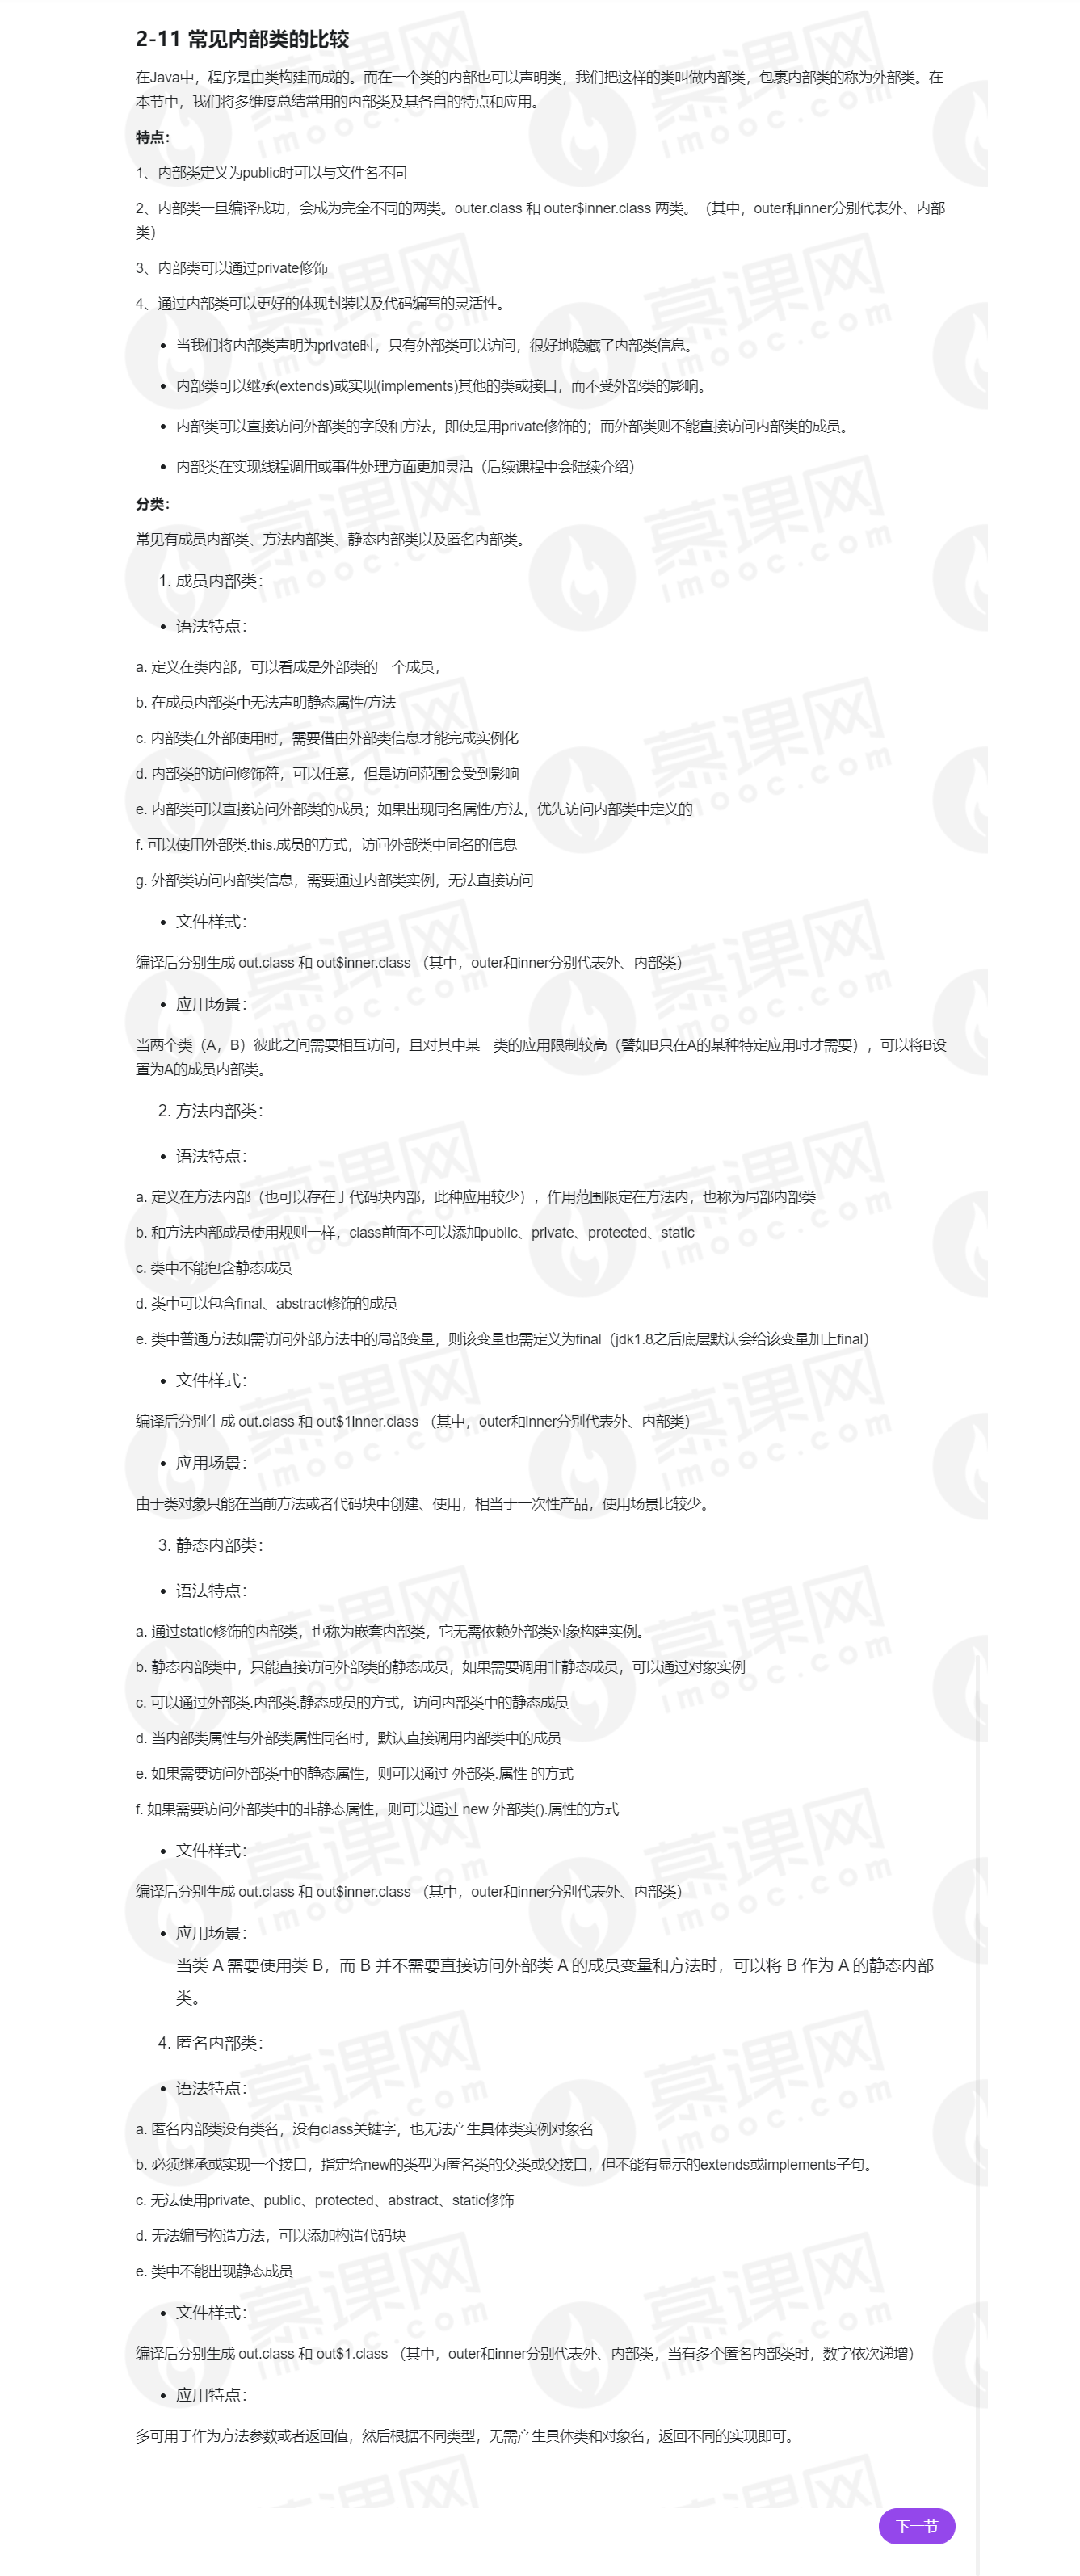 2-11 常见内部类的比较
在Java中，程序是由类构建而成的。而在一个类的内部也可以声明类，我们把这样的类叫做内部类，包裹内部类的称为外部类。在
本节中，我们将多维度总结常用的内部类及其各自的特点和应用。
特点：
1、内部类定义为public时可以与文件名不同
2、内部类一旦编译成功，会成为完全不同的两类。outer.class 和 outer$inner.class 两类。（其中，outer和inner分别代表外、内部
类）
3、内部类可以通过private修饰
4、通过内部类可以更好的体现封装以及代码编写的灵活性。
• 当我们将内部类声明为private时，只有外部类可以访问，很好地隐藏了内部类信息。
• 内部类可以继承(extends)或实现(implements)其他的类或接口，而不受外部类的影响。
• 内部类可以直接访问外部类的字段和方法，即使是用private修饰的；而外部类则不能直接访问内部类的成员。
• 内部类在实现线程调用或事件处理方面更加灵活（后续课程中会陆续介绍）
分类：
常见有成员内部类、方法内部类、静态内部类以及匿名内部类。
1. 成员内部类：
• 语法特点：
a. 定义在类内部，可以看成是外部类的一个成员，
b. 在成员内部类中无法声明静态属性/方法
c. 内部类在外部使用时，需要借由外部类信息才能完成实例化
d. 内部类的访问修饰符，可以任意，但是访问范围会受到影响
e. 内部类可以直接访问外部类的成员；如果出现同名属性/方法，优先访问内部类中定义的
f. 可以使用外部类.this.成员的方式，访问外部类中同名的信息
g. 外部类访问内部类信息，需要通过内部类实例，无法直接访问
• 文件样式：
编译后分别生成 out.class 和 out$inner.class （其中，outer和inner分别代表外、内部类）
• 应用场景：
当两个类（A，B）彼此之间需要相互访问，且对其中某一类的应用限制较高（譬如B只在A的某种特定应用时才需要），可以将B设
置为A的成员内部类。
2. 方法内部类：
• 语法特点：
a. 定义在方法内部（也可以存在于代码块内部，此种应用较少），作用范围限定在方法内，也称为局部内部类
b. 和方法内部成员使用规则一样，class前面不可以添加public、private、protected、static
c. 类中不能包含静态成员
d. 类中可以包含final、abstract修饰的成员
e. 类中普通方法如需访问外部方法中的局部变量，则该变量也需定义为final（jdk1.8之后底层默认会给该变量加上final）
• 文件样式：
编译后分别生成 out.class 和 out$1inner.class （其中，outer和inner分别代表外、内部类）
• 应用场景：
由于类对象只能在当前方法或者代码块中创建、使用，相当于一次性产品，使用场景比较少。
3. 静态内部类：
• 语法特点：
a. 通过static修饰的内部类，也称为嵌套内部类，它无需依赖外部类对象构建实例。
b. 静态内部类中，只能直接访问外部类的静态成员，如果需要调用非静态成员，可以通过对象实例
c. 可以通过外部类.内部类.静态成员的方式，访问内部类中的静态成员
d. 当内部类属性与外部类属性同名时，默认直接调用内部类中的成员
e. 如果需要访问外部类中的静态属性，则可以通过 外部类.属性 的方式
f. 如果需要访问外部类中的非静态属性，则可以通过 new 外部类().属性的方式
• 文件样式：
编译后分别生成 out.class 和 out$inner.class （其中，outer和inner分别代表外、内部类）
• 应用场景：
当类 A 需要使用类 B，而 B 并不需要直接访问外部类 A 的成员变量和方法时，可以将 B 作为 A 的静态内部
类。
4. 匿名内部类：
• 语法特点：
a. 匿名内部类没有类名，没有class关键字，也无法产生具体类实例对象名
b. 必须继承或实现一个接口，指定给new的类型为匿名类的父类或父接口，但不能有显示的extends或implements子句。
c. 无法使用private、public、protected、abstract、static修饰
d. 无法编写构造方法，可以添加构造代码块
e. 类中不能出现静态成员
• 文件样式：
编译后分别生成 out.class 和 out$1.class （其中，outer和inner分别代表外、内部类，当有多个匿名内部类时，数字依次递增）
• 应用特点：
多可用于作为方法参数或者返回值，然后根据不同类型，无需产生具体类和对象名，返回不同的实现即可。
下一节
慕课网
imooc.com